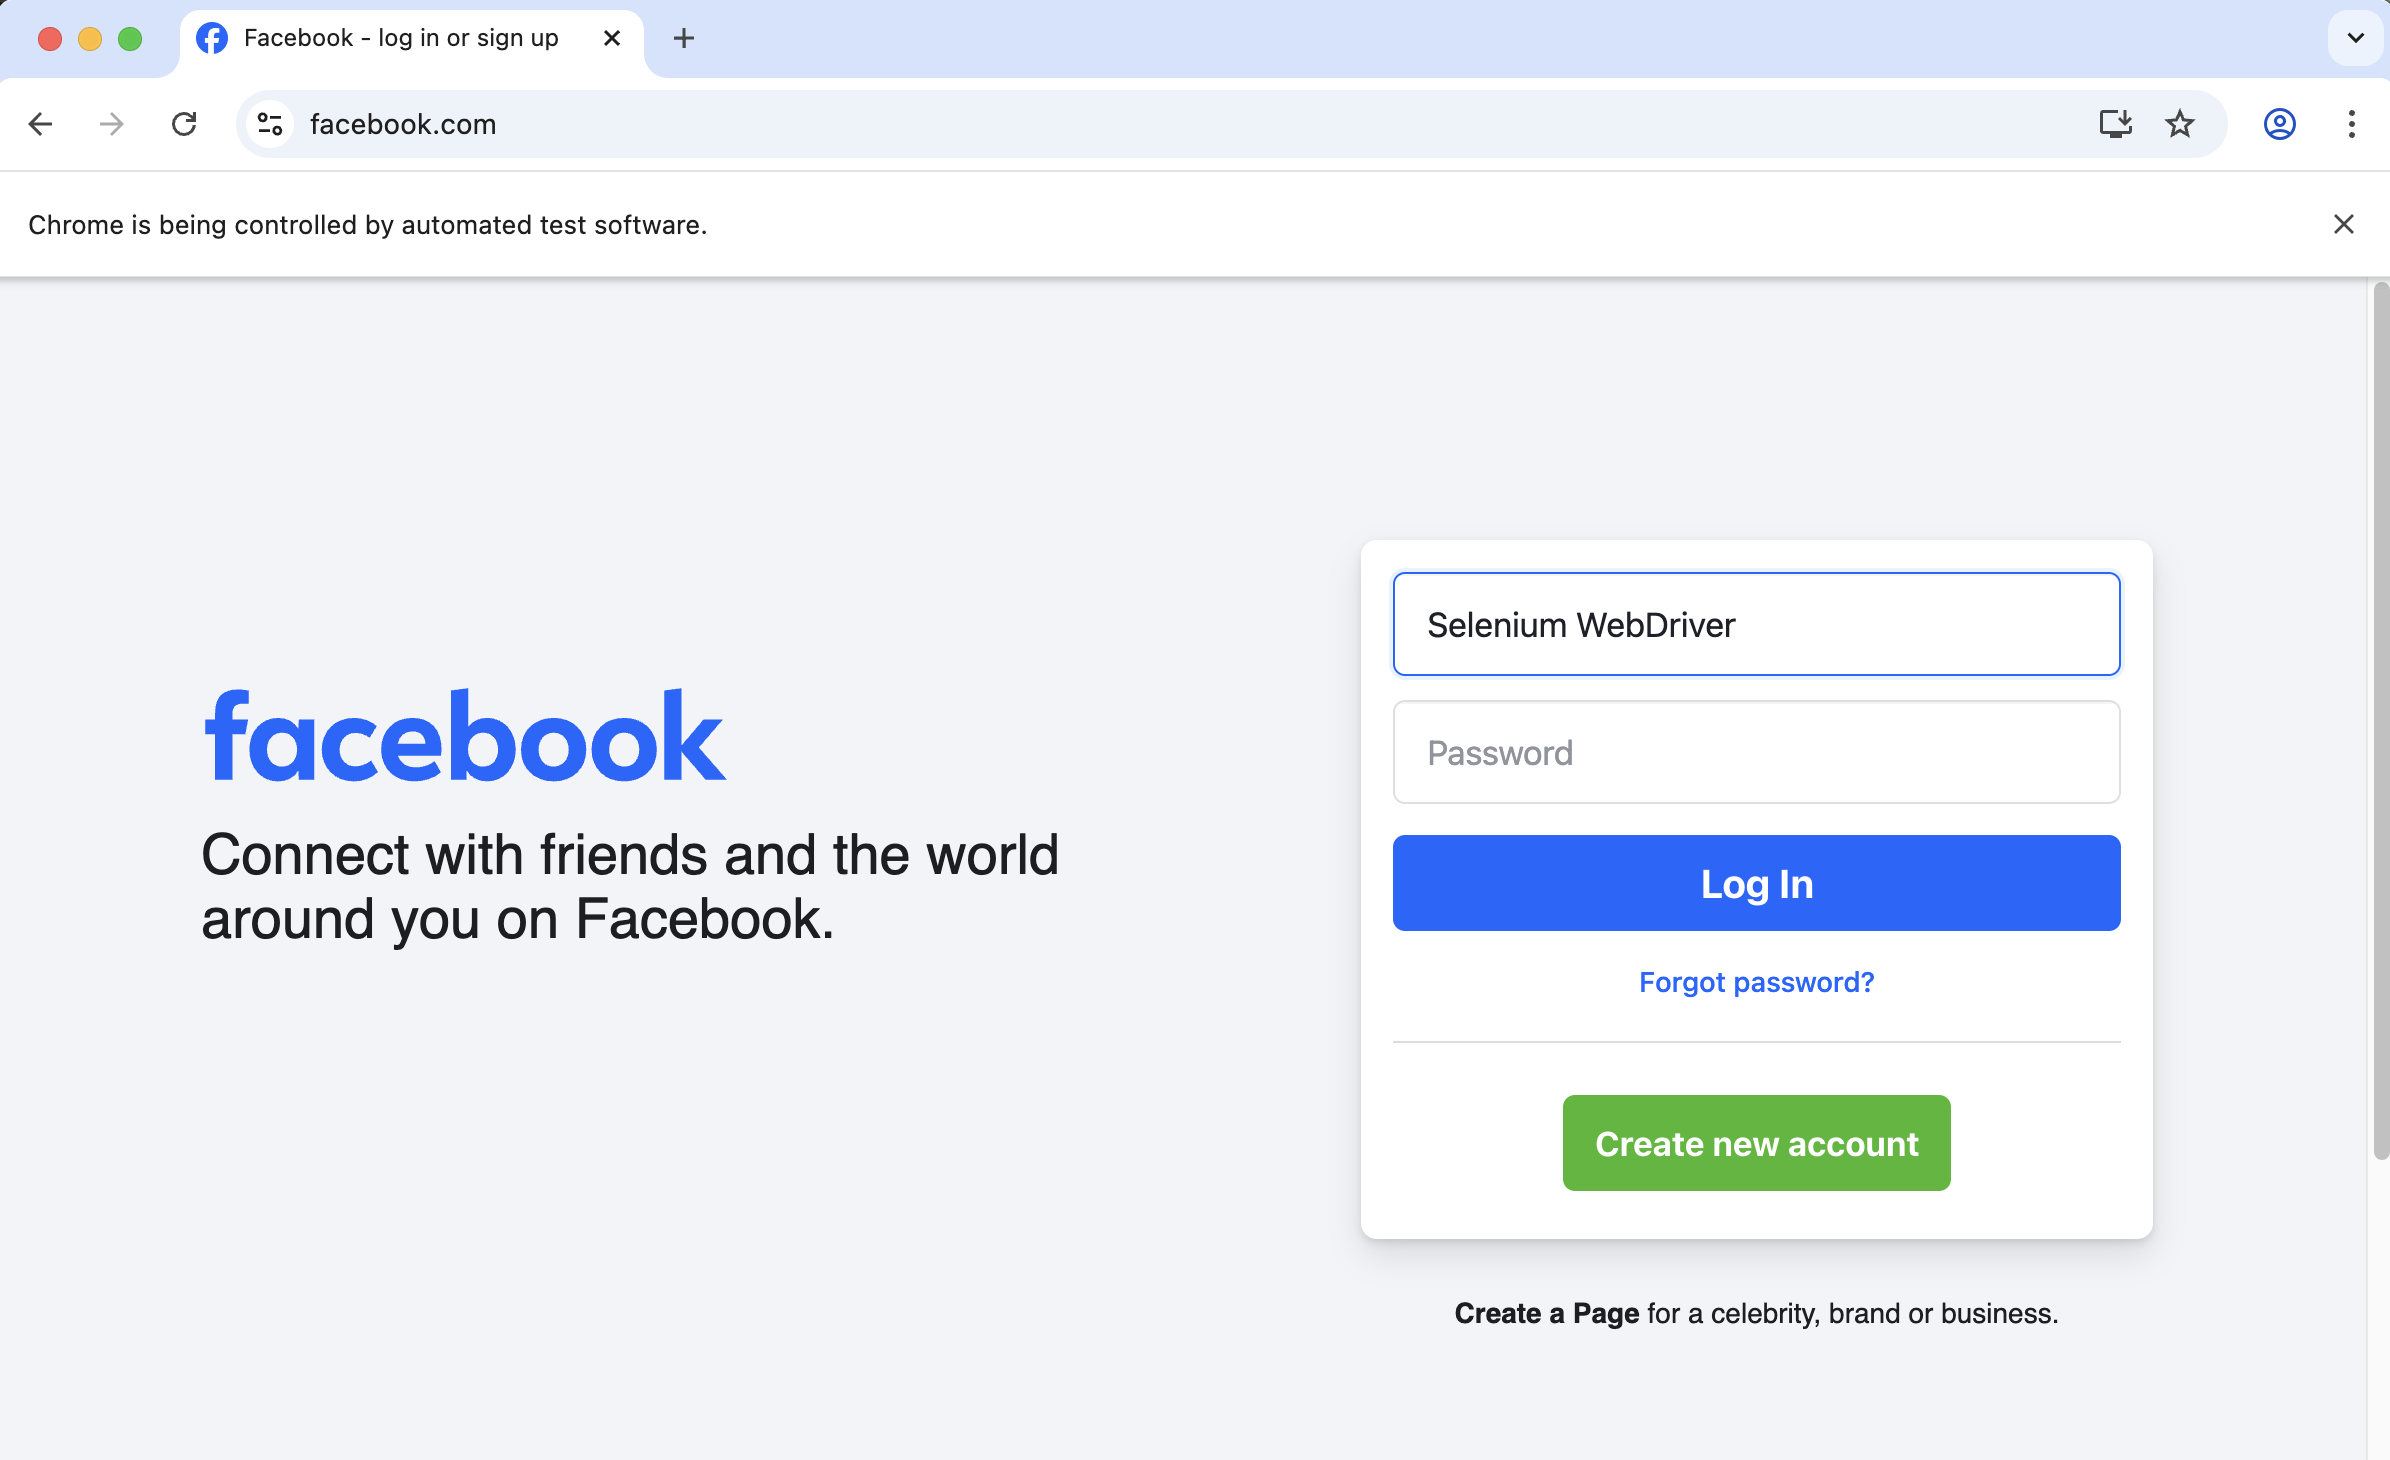 Facebook - log in or sign up
facebook.com
Chrome is being controlled by automated test software.
facebook
Connect with friends and the world
around you on Facebook.
Selenium WebDriver
Password
Log In
Forgot password?
Create new account
Create a Page for a celebrity, brand or business.